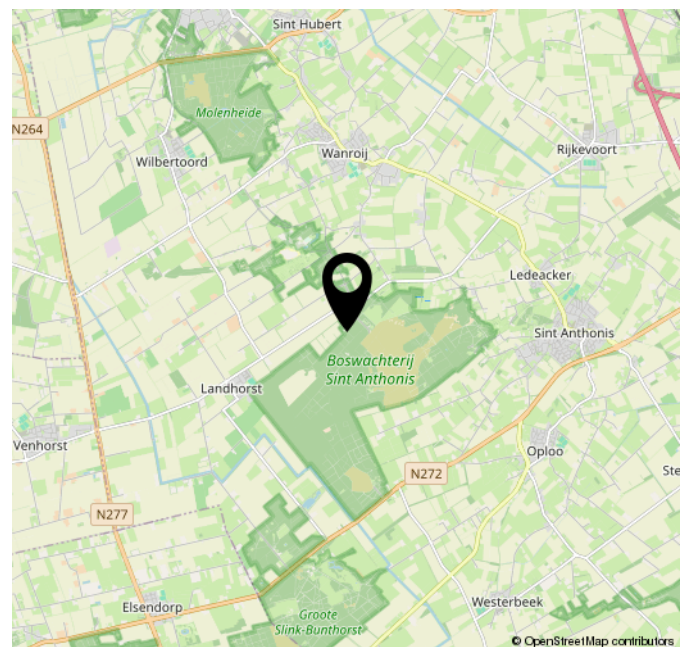 Sint Hubert
Molenheide
N264
Wanroij
Rijkevoort
Wilbertoord
Ledeacker
Sint Anthonis
Boswachterij
Sint Anthonis
Landhorst
Venhorst
Oploo
Ste
N272
N277
Elsendorp
Westerbeek
Groote
Slink-Bunthorst
© OpenStreetMap contributors